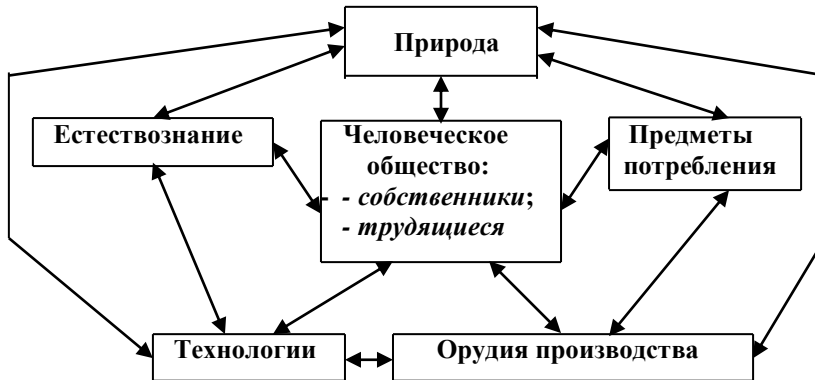 Природа
Естествознание
Человеческое
общество:
- - собственники;
- трудящиеся
Предметы
потребления
Технологии
Орудия производства